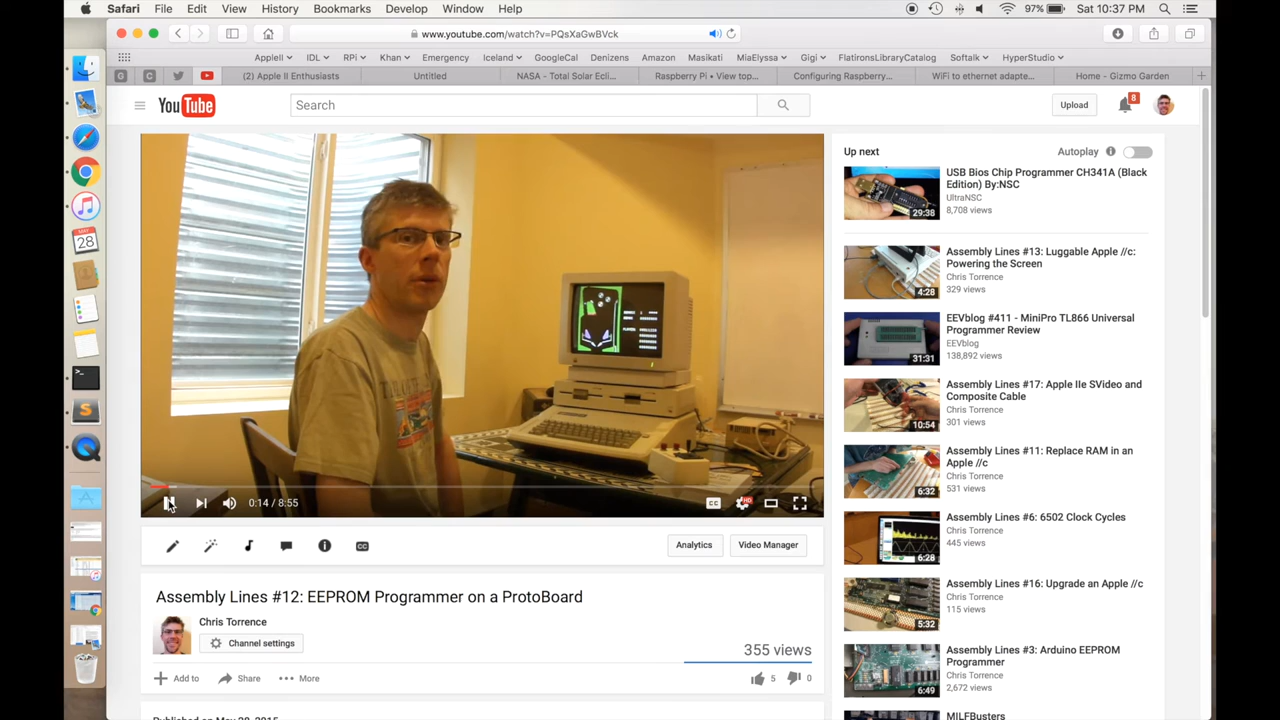 Safari File Edit View History Bookmarks Develop Window Help
97% Sat 10:37 PM
www.youtube.com/watch?v=PQsXaGwBVck
AppleII IDL RPi Khan Emergency Iceland GoogleCal Denizens Amazon Masikati MiaElyssa Gigi FlatironsLibraryCatalog Softalk HyperStudio
(2) Apple II Enthusiasts Untitled NASA - Total Solar Ecli... Raspberry Pi • View top... Configuring Raspberry... WiFi to ethernet adapte... Home - Gizmo Garden
YouTube
Search
Upload
8
MAY
28
0:14 / 8:55
CC
HD
CC
Analytics
Video Manager
Assembly Lines #12: EEPROM Programmer on a ProtoBoard
Chris Torrence
Channel settings
355 views
Add to Share More
5 0
Up next
Autoplay
USB Bios Chip Programmer CH341A (Black
Edition) By:NSC
UltraNSC
8,708 views
29:38
Assembly Lines #13: Luggable Apple //c:
Powering the Screen
Chris Torrence
329 views
4:28
EEVblog #411 - MiniPro TL866 Universal
Programmer Review
EEVblog
138,892 views
31:31
Assembly Lines #17: Apple IIe SVideo and
Composite Cable
Chris Torrence
301 views
10:54
Assembly Lines #11: Replace RAM in an
Apple //c
Chris Torrence
531 views
6:32
Assembly Lines #6: 6502 Clock Cycles
Chris Torrence
445 views
6:28
Assembly Lines #16: Upgrade an Apple //c
Chris Torrence
115 views
5:32
Assembly Lines #3: Arduino EEPROM
Programmer
Chris Torrence
2,672 views
6:49
MILFBusters